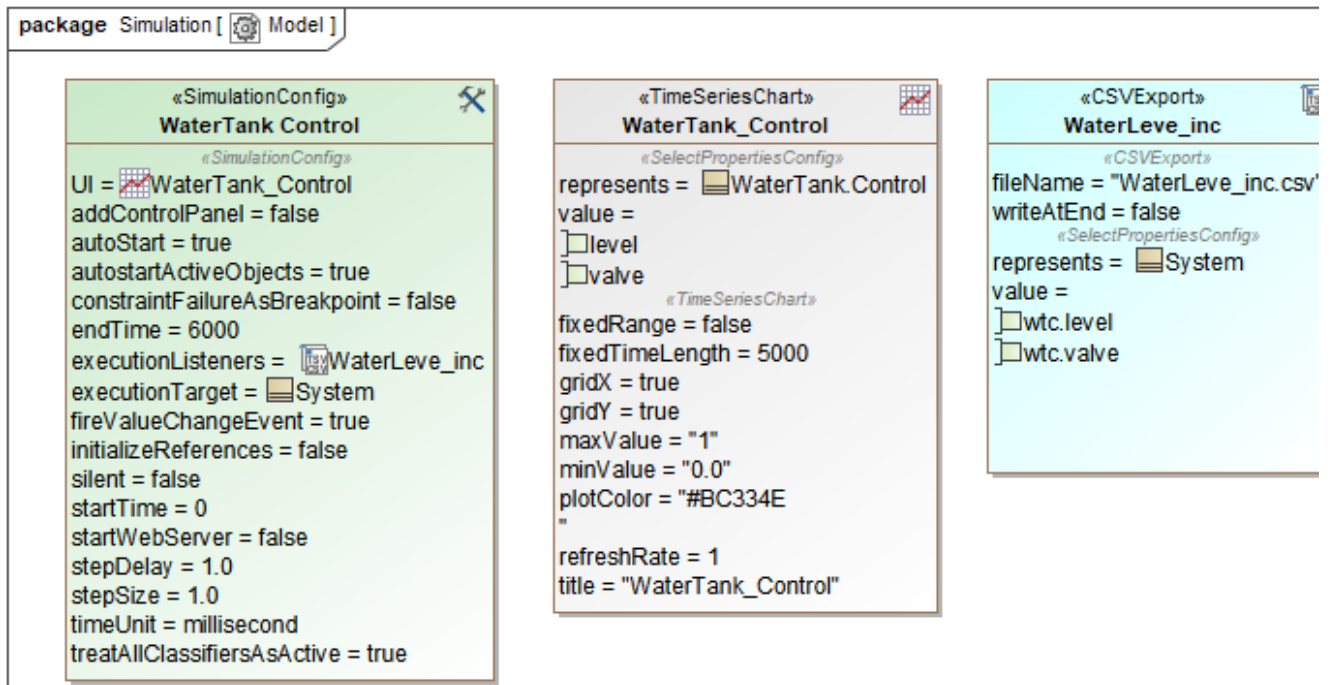 package Simulation [ Model ]
«SimulationConfig»
WaterTank Control
«SimulationConfig»
UI = WaterTank_Control
addControlPanel = false
autoStart = true
autostartActiveObjects = true
constraintFailureAsBreakpoint = false
endTime = 6000
executionListeners = WaterLeve_inc
executionTarget = System
fireValueChangeEvent = true
initializeReferences = false
silent = false
startTime = 0
startWebServer = false
stepDelay = 1.0
stepSize = 1.0
timeUnit = millisecond
treatAllClassifiersAsActive = true
«TimeSeriesChart»
WaterTank_Control
«SelectPropertiesConfig»
represents = WaterTank.Control
value =
level
valve
«TimeSeriesChart»
fixedRange = false
fixedTimeLength = 5000
gridX = true
gridY = true
maxValue = "1"
minValue = "0.0"
plotColor = "#BC334E
"
refreshRate = 1
title = "WaterTank_Control"
«CSVExport»
WaterLeve_inc
«CSVExport»
fileName = "WaterLeve_inc.csv"
writeAtEnd = false
«SelectPropertiesConfig»
represents = System
value =
wtc.level
wtc.valve